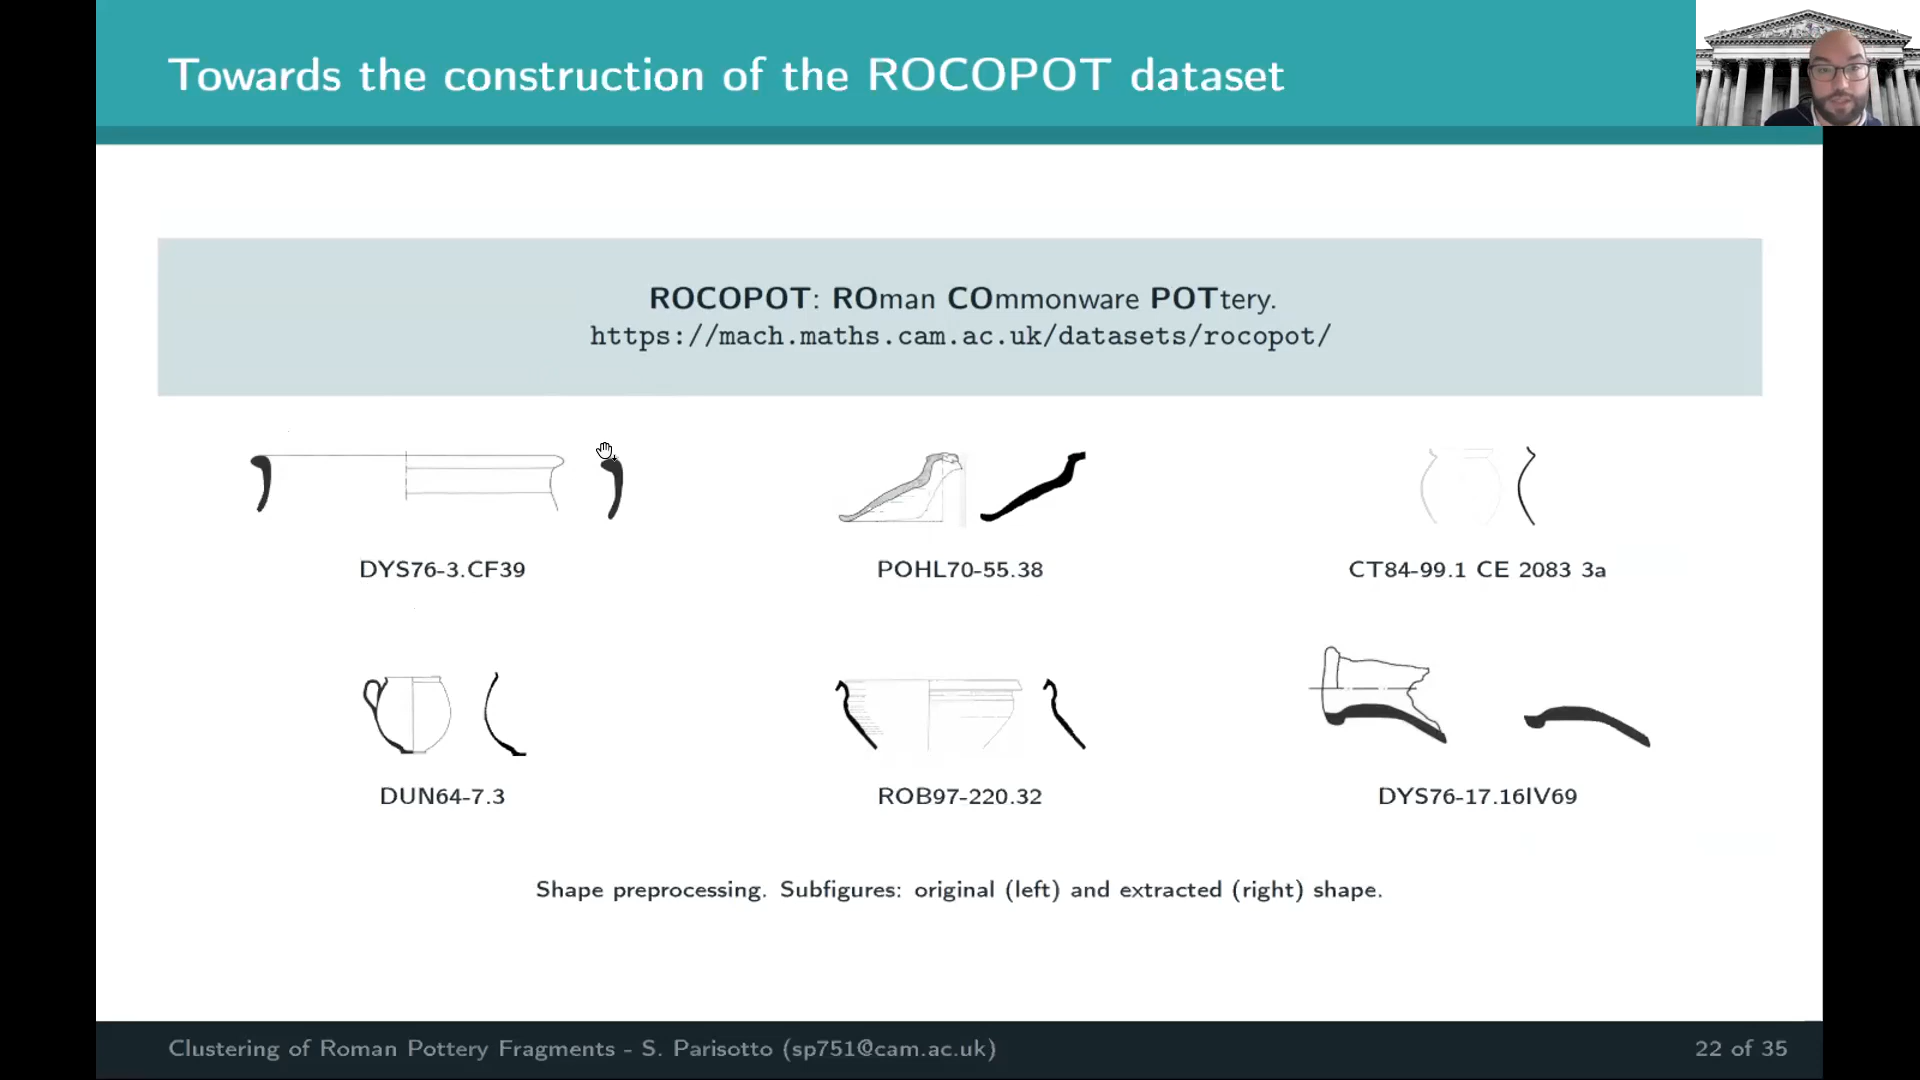 Towards the construction of the ROCOPOT dataset
ROCOPOT: ROman COmmonware POTtery.
https://mach.maths.cam.ac.uk/datasets/rocopot/
DYS76-3.CF39
POHL70-55.38
CT84-99.1 CE 2083 3a
DUN64-7.3
ROB97-220.32
DYS76-17.16IV69
Shape preprocessing. Subfigures: original (left) and extracted (right) shape.
Clustering of Roman Pottery Fragments - S. Parisotto (sp751@cam.ac.uk)
22 of 35